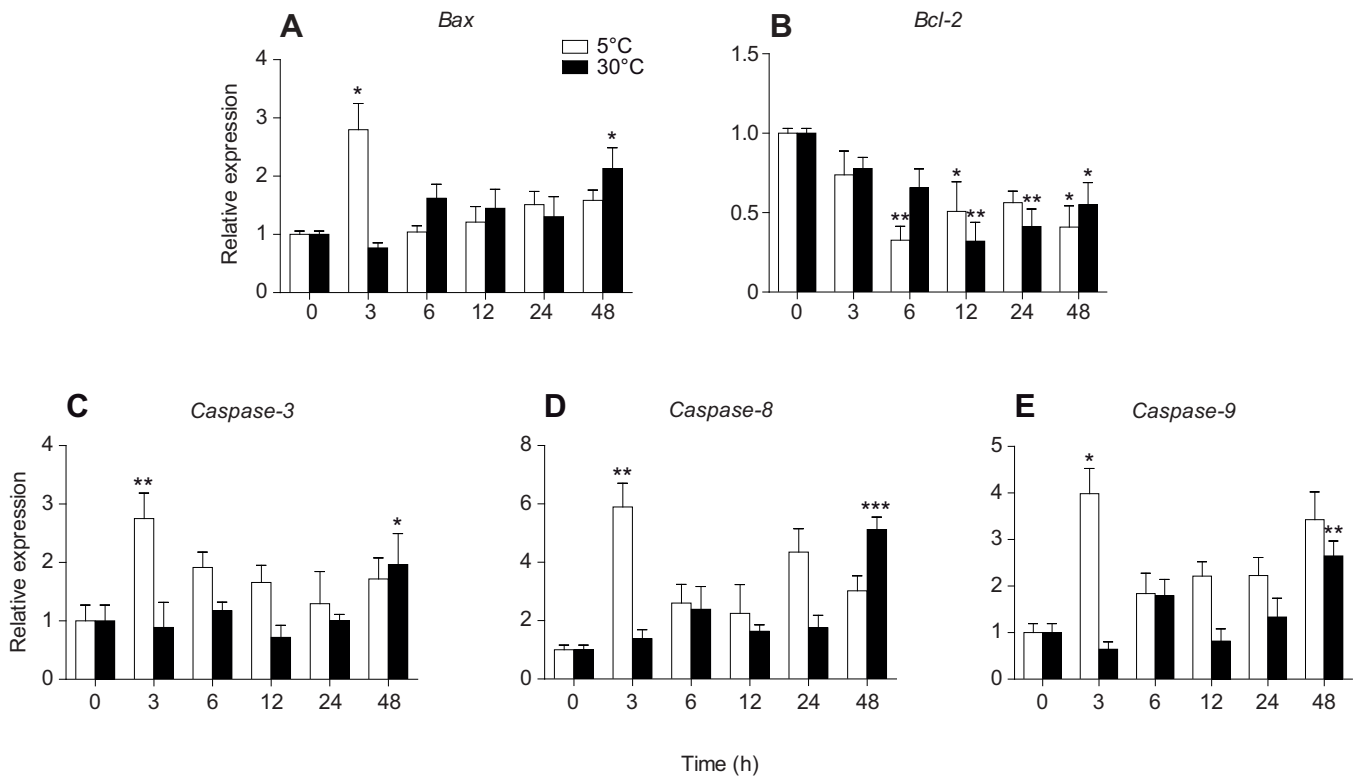 A
Bax
5°C
30°C
Relative expression
4
3
2
1
0
*
*
0 3 6 12 24 48
B
Bcl-2
1.5
1.0
0.5
0
**
*
**
**
*
*
0 3 6 12 24 48
C
Caspase-3
Relative expression
4
3
2
1
0
**
*
0 3 6 12 24 48
D
Caspase-8
8
6
4
2
0
**
***
0 3 6 12 24 48
E
Caspase-9
5
4
3
2
1
0
*
**
0 3 6 12 24 48
Time (h)